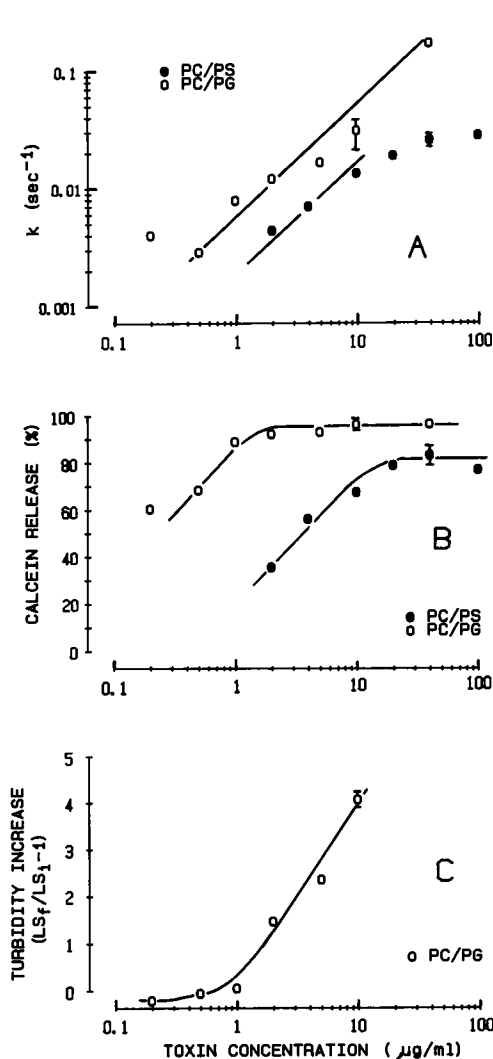 ● PC/PS
○ PC/PG
0.1
0.01
0.001
k (sec⁻¹)
A
0.1 1 10 100
100
80
60
40
20
0
CALCEIN RELEASE (%)
B
● PC/PS
○ PC/PG
0.1 1 10 100
5
4
3
2
1
0
TURBIDITY INCREASE
(LSf/LSi-1)
C
○ PC/PG
0.1 1 10 100
TOXIN CONCENTRATION ( µg/ml)